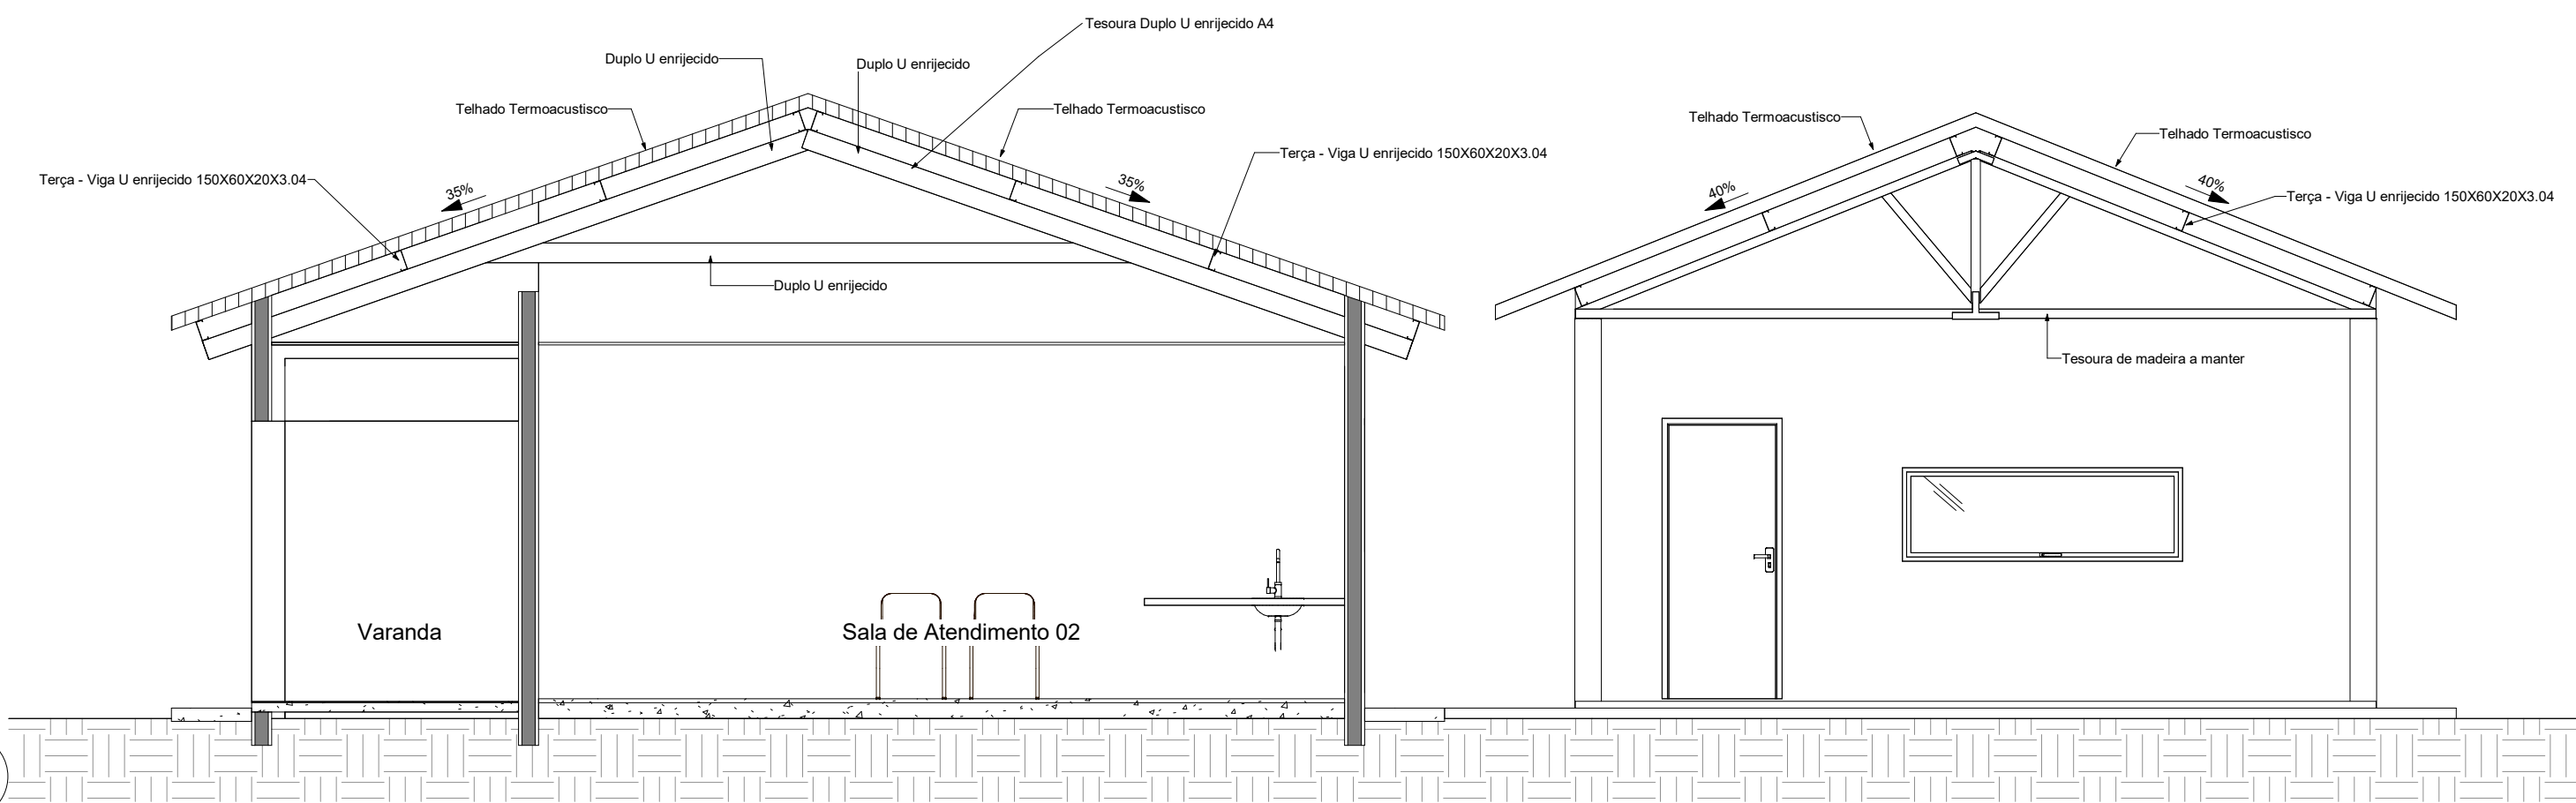 Tesoura Duplo U enrijecido A4
Duplo U enrijecido
Duplo U enrijecido
Telhado Termoacustisco
Telhado Termoacustisco
Terça - Viga U enrijecido 150X60X20X3.04
Terça - Viga U enrijecido 150X60X20X3.04
35%
35%
Duplo U enrijecido
Varanda
Sala de Atendimento 02
Telhado Termoacustisco
Telhado Termoacustisco
40%
40%
Terça - Viga U enrijecido 150X60X20X3.04
Tesoura de madeira a manter